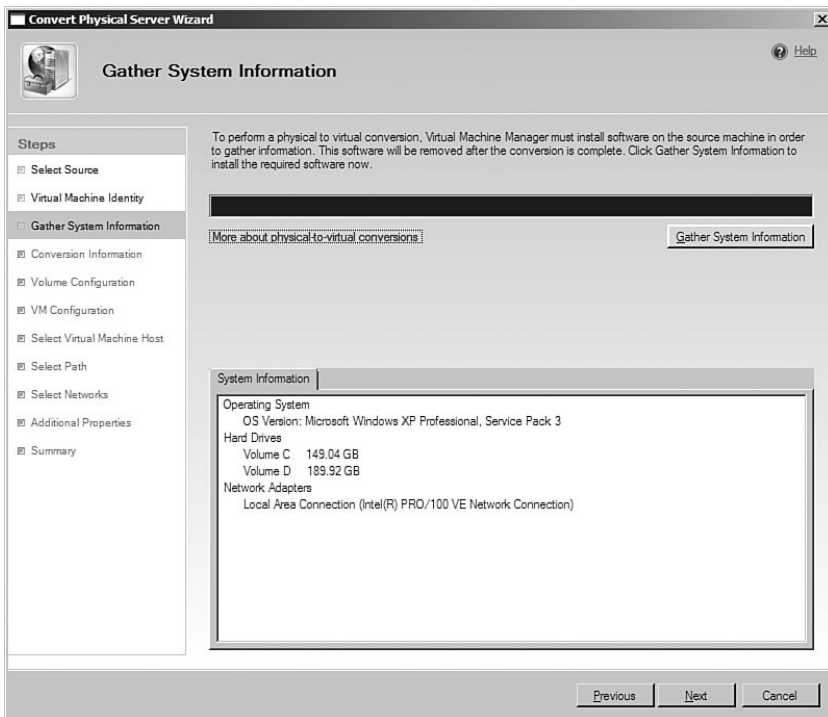 Convert Physical Server Wizard
Help
Gather System Information
Steps
Select Source
Virtual Machine Identity
Gather System Information
Conversion Information
Volume Configuration
VM Configuration
Select Virtual Machine Host
Select Path
Select Networks
Additional Properties
Summary
To perform a physical to virtual conversion, Virtual Machine Manager must install software on the source machine in order
to gather information. This software will be removed after the conversion is complete. Click Gather System Information to
install the required software now.
More about physical-to-virtual conversions
Gather System Information
System Information
Operating System
OS Version: Microsoft Windows XP Professional, Service Pack 3
Hard Drives
Volume C 149.04 GB
Volume D 189.92 GB
Network Adapters
Local Area Connection (Intel(R) PRO/100 VE Network Connection)
Previous
Next
Cancel